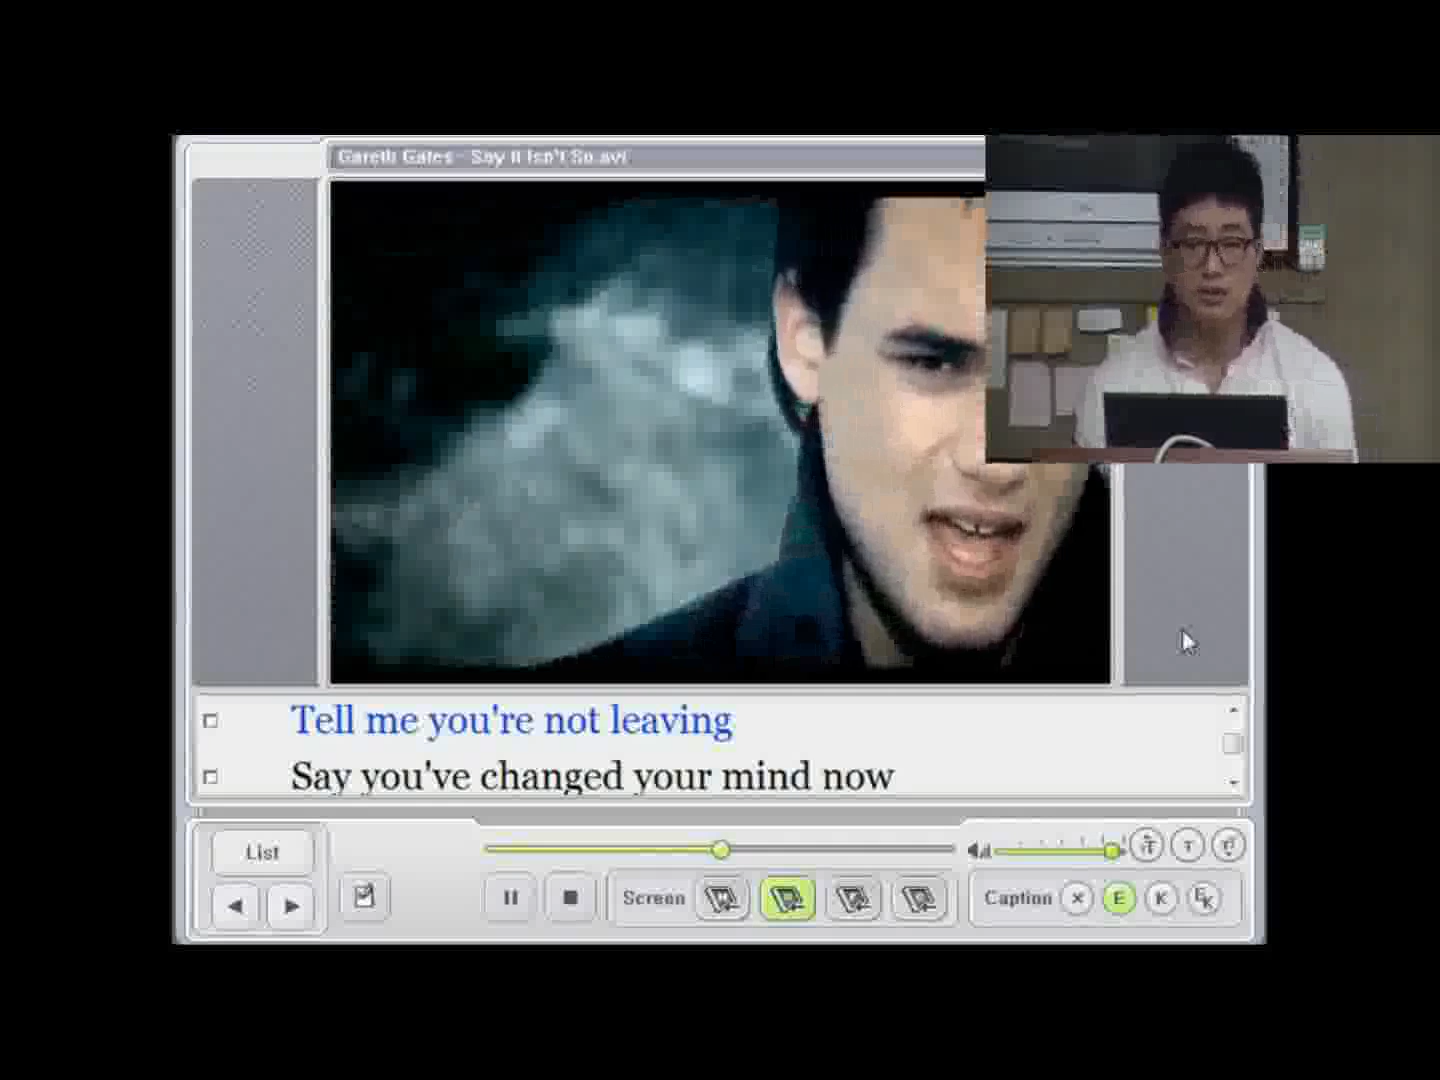 Gareth Gates - Say It Isn't So.avi
Tell me you're not leaving
Say you've changed your mind now
List
Screen
Caption
E
K
EK